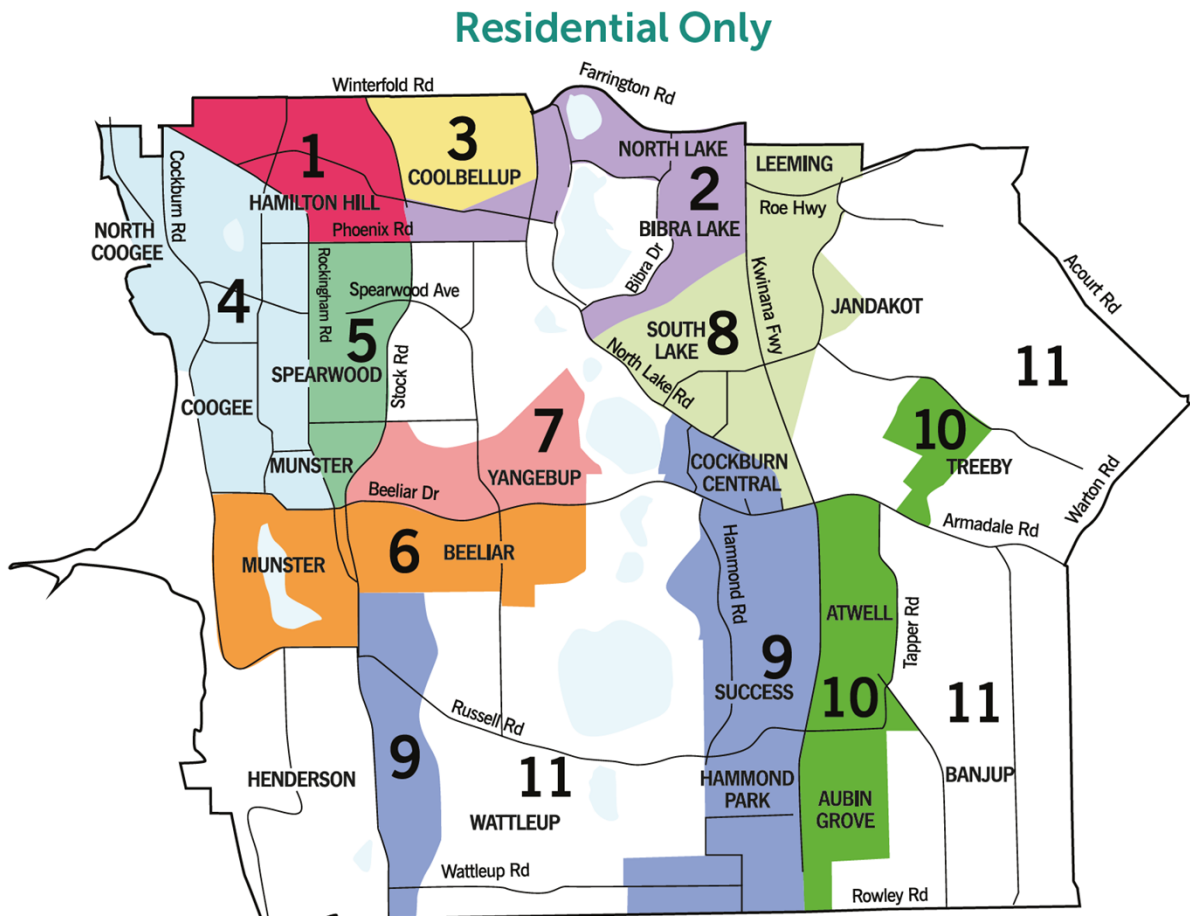 Residential Only
Winterfold Rd
Farrington Rd
1
3
COOLBELLUP
NORTH LAKE
2
BIBRA LAKE
LEEMING
Roe Hwy
Cockburn Rd
HAMILTON HILL
Phoenix Rd
NORTH
COOGEE
Bibra Dr
Kwinana Fwy
Acourt Rd
4
Rockingham Rd
Spearwood Ave
5
SPEARWOOD
Stock Rd
SOUTH
LAKE
8
North Lake Rd
JANDAKOT
11
COOGEE
7
YANGEBUP
10
TREEBY
MUNSTER
Beeliar Dr
COCKBURN
CENTRAL
Warton Rd
Armadale Rd
MUNSTER
6
BEELIAR
Hammond Rd
ATWELL
Tapper Rd
9
SUCCESS
10
11
Russell Rd
9
HENDERSON
11
WATTLEUP
HAMMOND
PARK
AUBIN
GROVE
BANJUP
Wattleup Rd
Rowley Rd